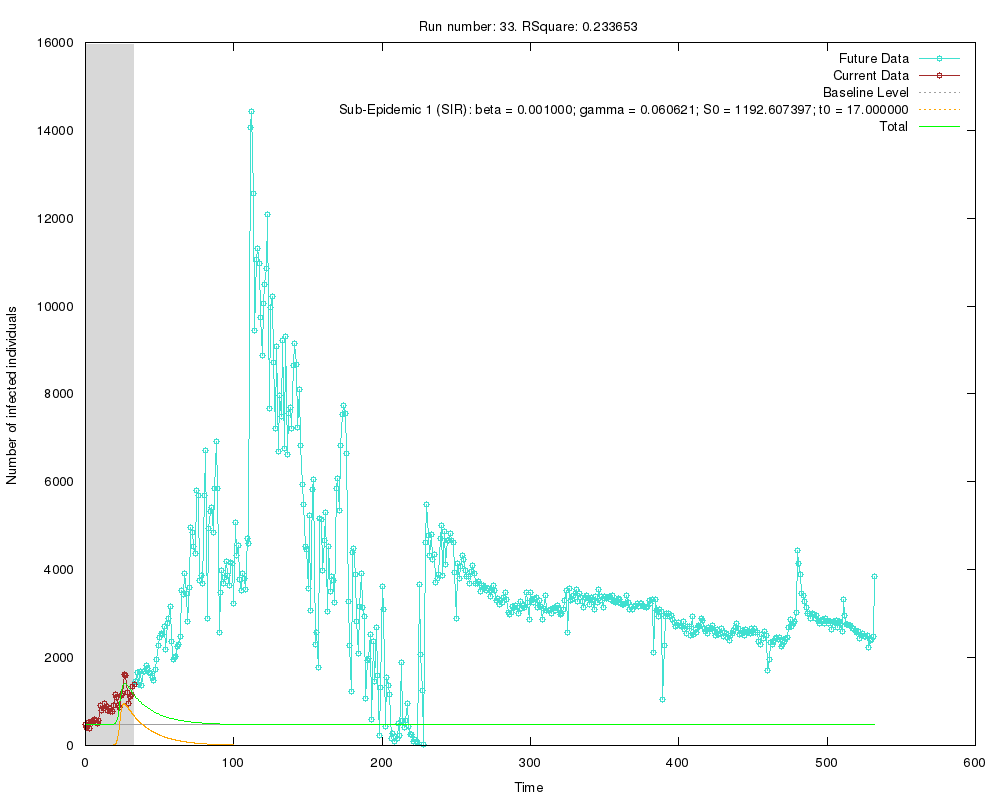 Run number: 33. RSquare: 0.233653
16000
14000
12000
10000
8000
6000
4000
2000
0
Number of infected individuals
Future Data
Current Data
Baseline Level
Sub-Epidemic 1 (SIR): beta = 0.001000; gamma = 0.060621; S0 = 1192.607397; t0 = 17.000000
Total
0 100 200 300 400 500 600
Time